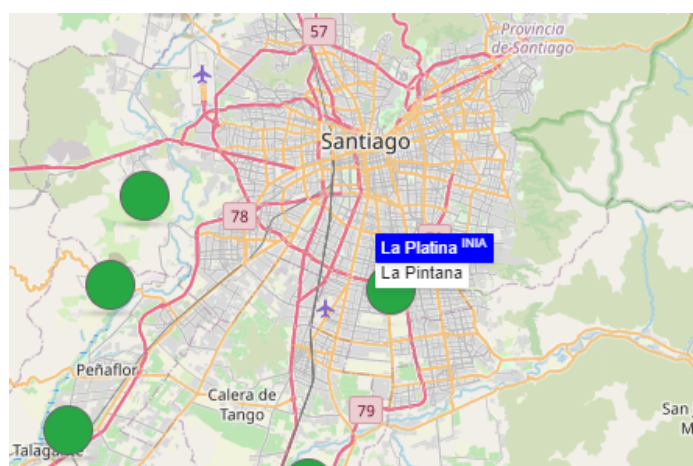 57
Provincia
de Santiago
Santiago
78
La Platina INIA
La Pintana
Peñaflor
Calera de
Tango
79
San
M
Talagante